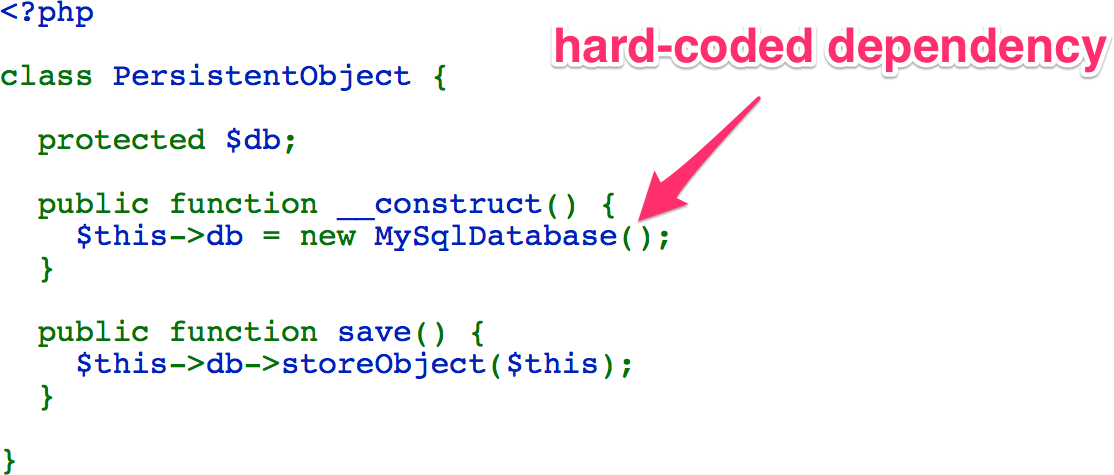 <?php
hard-coded dependency
class PersistentObject {
protected $db;
public function __construct() {
$this->db = new MySqlDatabase();
}
public function save() {
$this->db->storeObject($this);
}
}